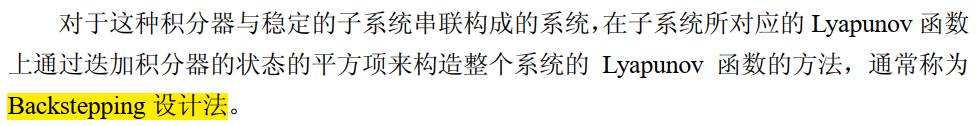 对于这种积分器与稳定的子系统串联构成的系统，在子系统所对应的 Lyapunov 函数
上通过迭加积分器的状态的平方项来构造整个系统的 Lyapunov 函数的方法，通常称为
Backstepping 设计法。